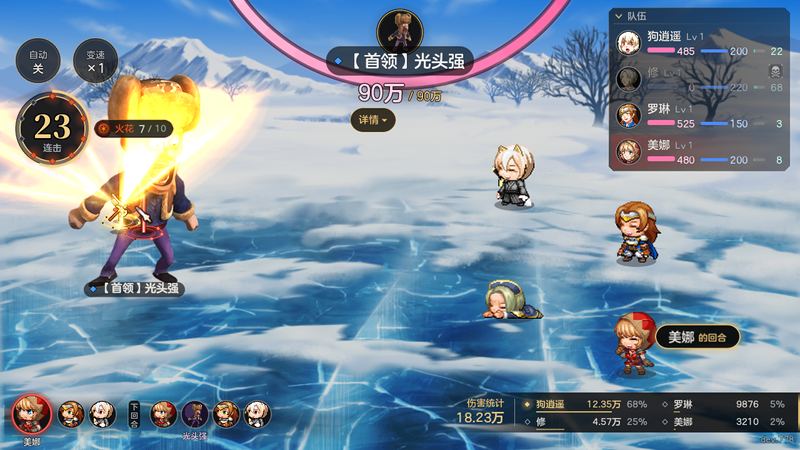 自动
关
变速
×1
23
连击
火花 7 / 10
【首领】光头强
90万 / 90万
详情
队伍
狗逍遥 Lv 1
485 200 22
修 Lv 1
0 220 68
罗琳 Lv 1
525 150 3
美娜 Lv 1
480 200 8
【首领】光头强
美娜 的回合
美娜
下回合
光头强
伤害统计
18.23万
狗逍遥 12.35万 68%
罗琳 9876 5%
修 4.57万 25%
美娜 3210 2%